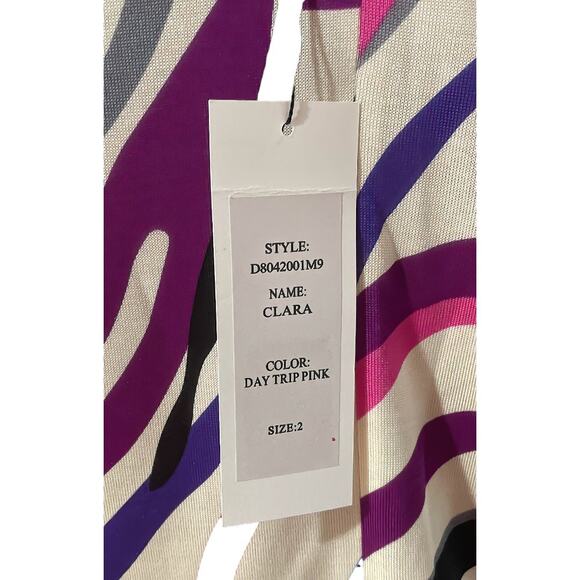 STYLE:
D8042001M9
NAME:
CLARA
COLOR:
DAY TRIP PINK
SIZE:2